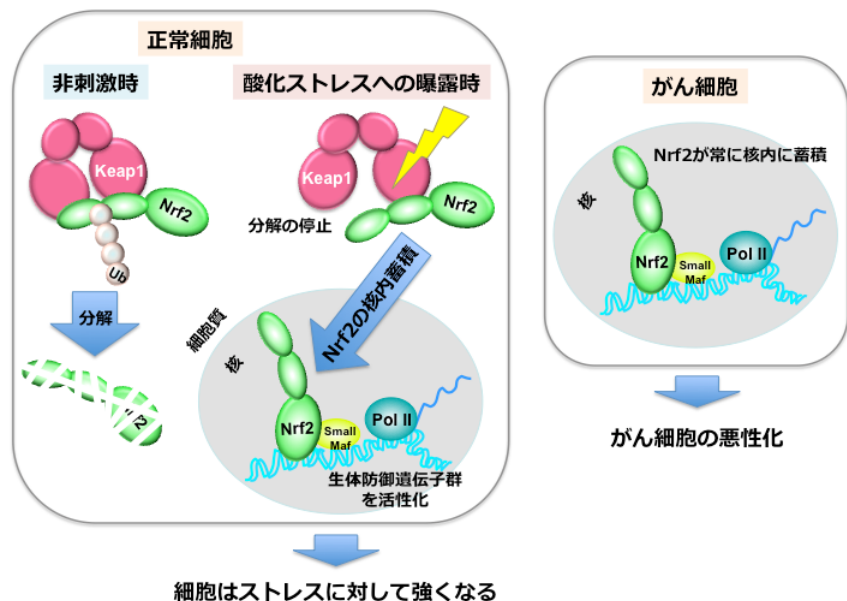 正常細胞
非刺激時
酸化ストレスへの曝露時
Keap1
Nrf2
Ub
分解
Keap1
Nrf2
分解の停止
Nrf2の核内蓄積
細胞質
核
Nrf2
Small
Maf
Pol II
生体防御遺伝子群
を活性化
細胞はストレスに対して強くなる
がん細胞
Nrf2が常に核内に蓄積
核
Nrf2
Small
Maf
Pol II
がん細胞の悪性化